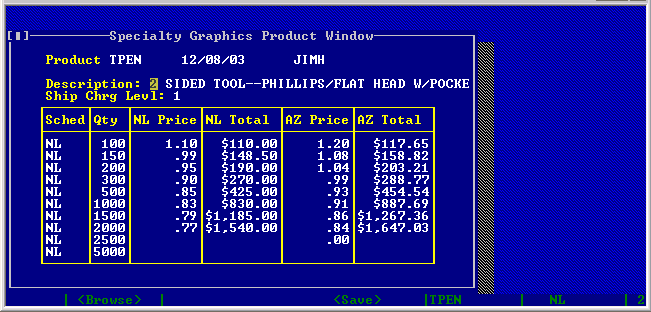 Specialty Graphics Product Window
Product TPEN 12/08/03 JIMH
Description: 2 SIDED TOOL--PHILLIPS/FLAT HEAD W/POCKE
Ship Chrg Levl: 1
Sched Qty NL Price NL Total AZ Price AZ Total
NL 100 1.10 $110.00 1.20 $117.65
NL 150 .99 $148.50 1.08 $158.82
NL 200 .95 $190.00 1.04 $203.21
NL 300 .90 $270.00 .99 $288.77
NL 500 .85 $425.00 .93 $454.54
NL 1000 .83 $830.00 .91 $887.69
NL 1500 .79 $1,185.00 .86 $1,267.36
NL 2000 .77 $1,540.00 .84 $1,647.03
NL 2500 .00
NL 5000
| <Browse> | <Save> |TPEN | NL | 2